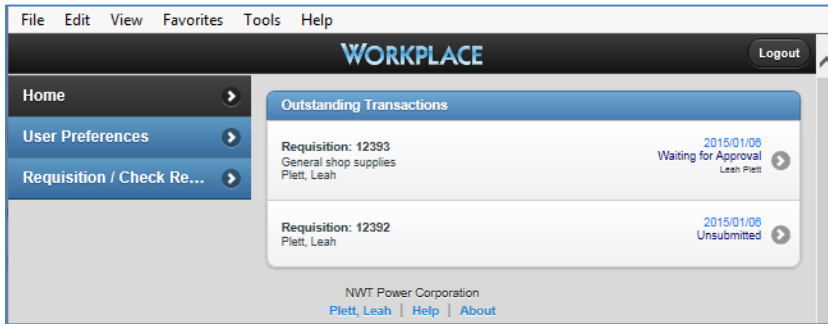 File Edit View Favorites Tools Help
WORKPLACE
Logout
Home
User Preferences
Requisition / Check Re...
Outstanding Transactions
Requisition: 12393
General shop supplies
Plett, Leah
2015/01/06
Waiting for Approval
Leah Plett
Requisition: 12392
Plett, Leah
2015/01/06
Unsubmitted
NWT Power Corporation
Plett, Leah | Help | About